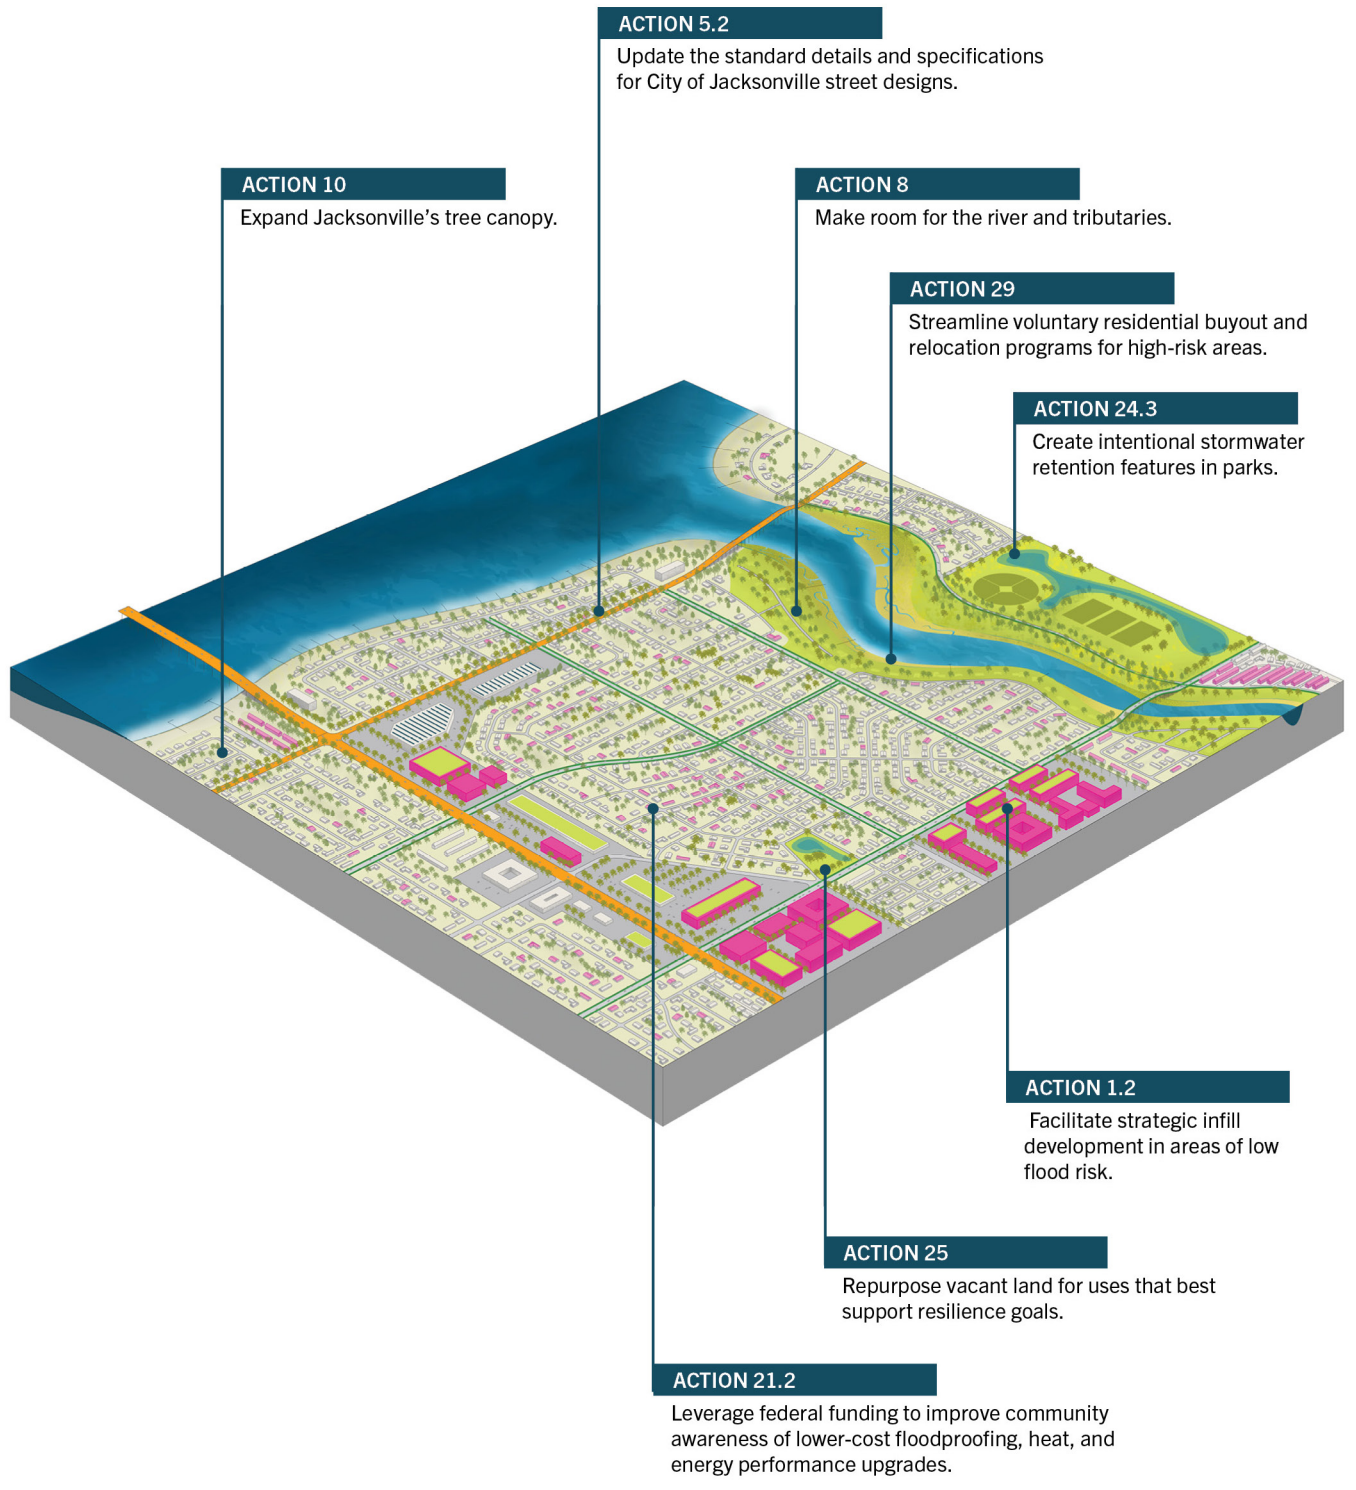 ACTION 5.2
Update the standard details and specifications
for City of Jacksonville street designs.
ACTION 10
Expand Jacksonville’s tree canopy.
ACTION 8
Make room for the river and tributaries.
ACTION 29
Streamline voluntary residential buyout and
relocation programs for high-risk areas.
ACTION 24.3
Create intentional stormwater
retention features in parks.
ACTION 1.2
Facilitate strategic infill
development in areas of low
flood risk.
ACTION 25
Repurpose vacant land for uses that best
support resilience goals.
ACTION 21.2
Leverage federal funding to improve community
awareness of lower-cost floodproofing, heat, and
energy performance upgrades.